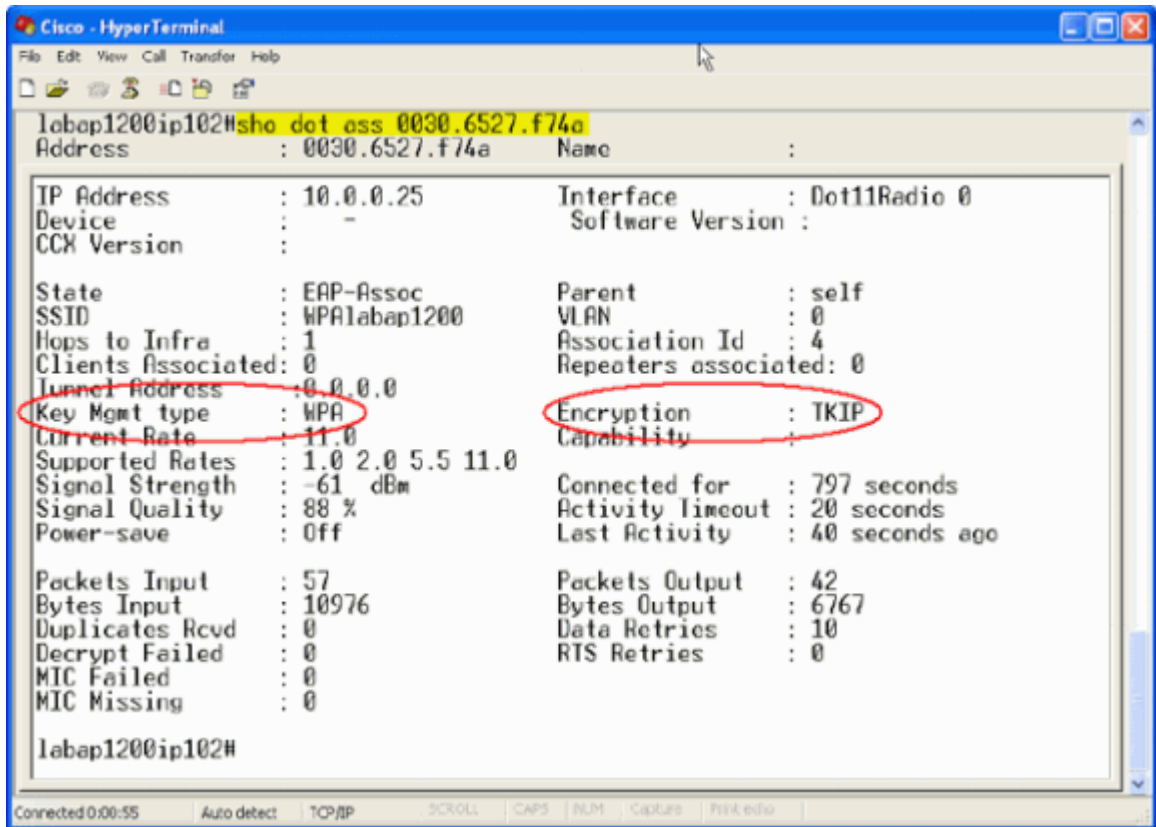 Cisco - HyperTerminal
File Edit View Call Transfer Help
labap1200ip102#sho dot ass 0030.6527.f74a
Address : 0030.6527.f74a Name :
IP Address : 10.0.0.25 Interface : Dot11Radio 0
Device : - Software Version :
CCX Version :
State : EAP-Assoc Parent : self
SSID : WPAlabap1200 VLAN : 0
Hops to Infra : 1 Association Id : 4
Clients Associated: 0 Repeaters associated: 0
Tunnel Address :0.0.0.0
Key Mgmt type : WPA Encryption : TKIP
Current Rate : 11.0 Capability :
Supported Rates : 1.0 2.0 5.5 11.0
Signal Strength : -61 dBm Connected for : 797 seconds
Signal Quality : 88 % Activity Timeout : 20 seconds
Power-save : Off Last Activity : 40 seconds ago
Packets Input : 57 Packets Output : 42
Bytes Input : 10976 Bytes Output : 6767
Duplicates Rcvd : 0 Data Retries : 10
Decrypt Failed : 0 RTS Retries : 0
MIC Failed : 0
MIC Missing : 0
labap1200ip102#
Connected 0:00:55 Auto detect TCP/IP SCROLL CAPS NUM Capture Print echo